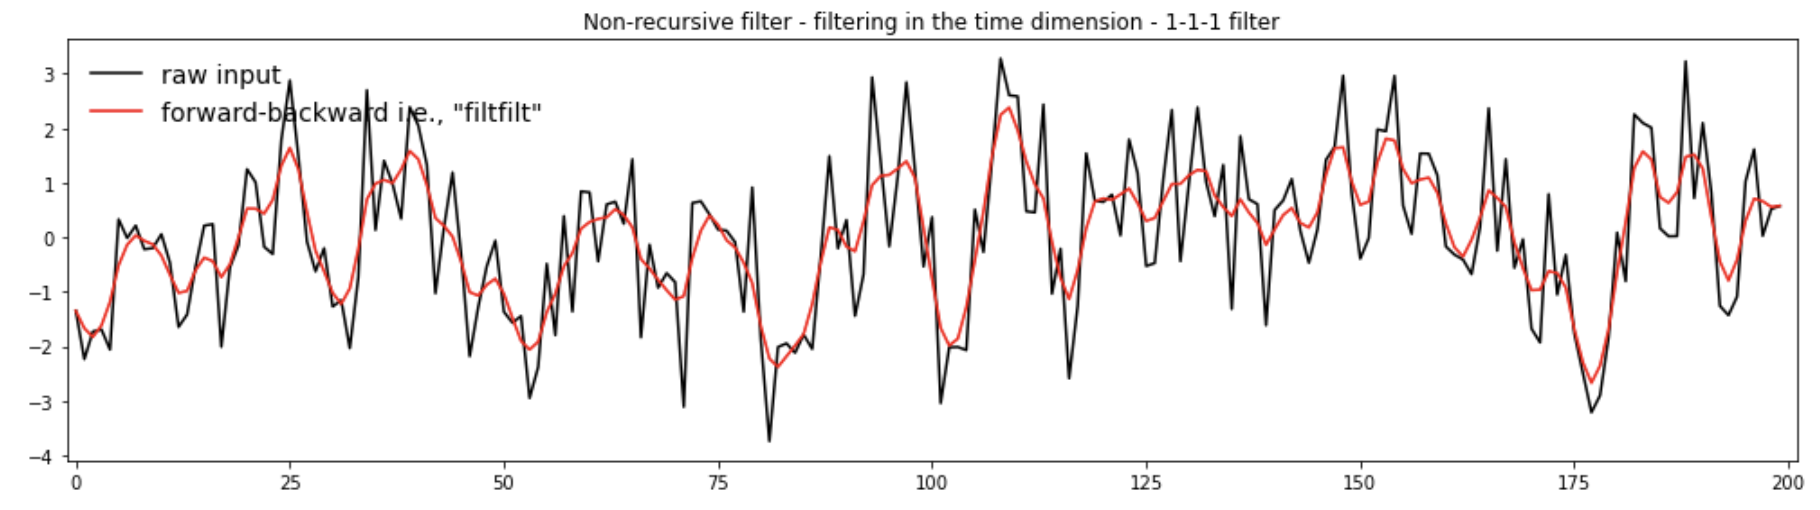 Non-recursive filter - filtering in the time dimension - 1-1-1 filter
raw input
forward-backward i.e., "filtfilt"
3
2
1
0
−1
−2
−3
−4
0 25 50 75 100 125 150 175 200